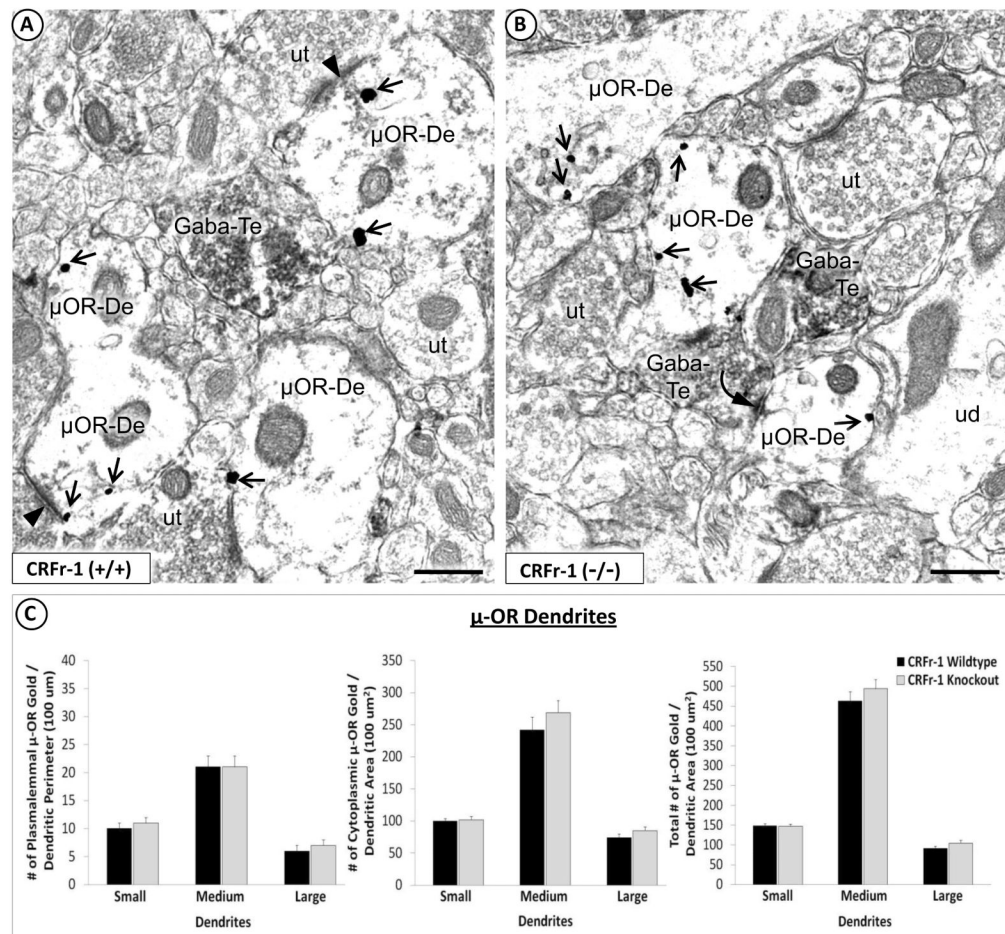 A
ut
µOR-De
Gaba-Te
µOR-De
ut
µOR-De
µOR-De
ut
CRFr-1 (+/+)
B
µOR-De
ut
µOR-De
Gaba-
Te
ut
Gaba-
Te
ud
µOR-De
CRFr-1 (-/-)
C
µ-OR Dendrites
# of Plasmalemmal µ-OR Gold /
Dendritic Perimeter (100 um)
40
35
30
25
20
15
10
5
0
Small Medium Large
Dendrites
# of Cytoplasmic µ-OR Gold /
Dendritic Area (100 um²)
350
300
250
200
150
100
50
0
Small Medium Large
Dendrites
Total # of µ-OR Gold /
Dendritic Area (100 um²)
550
500
450
400
350
300
250
200
150
100
50
0
Small Medium Large
Dendrites
CRFr-1 Wildtype
CRFr-1 Knockout